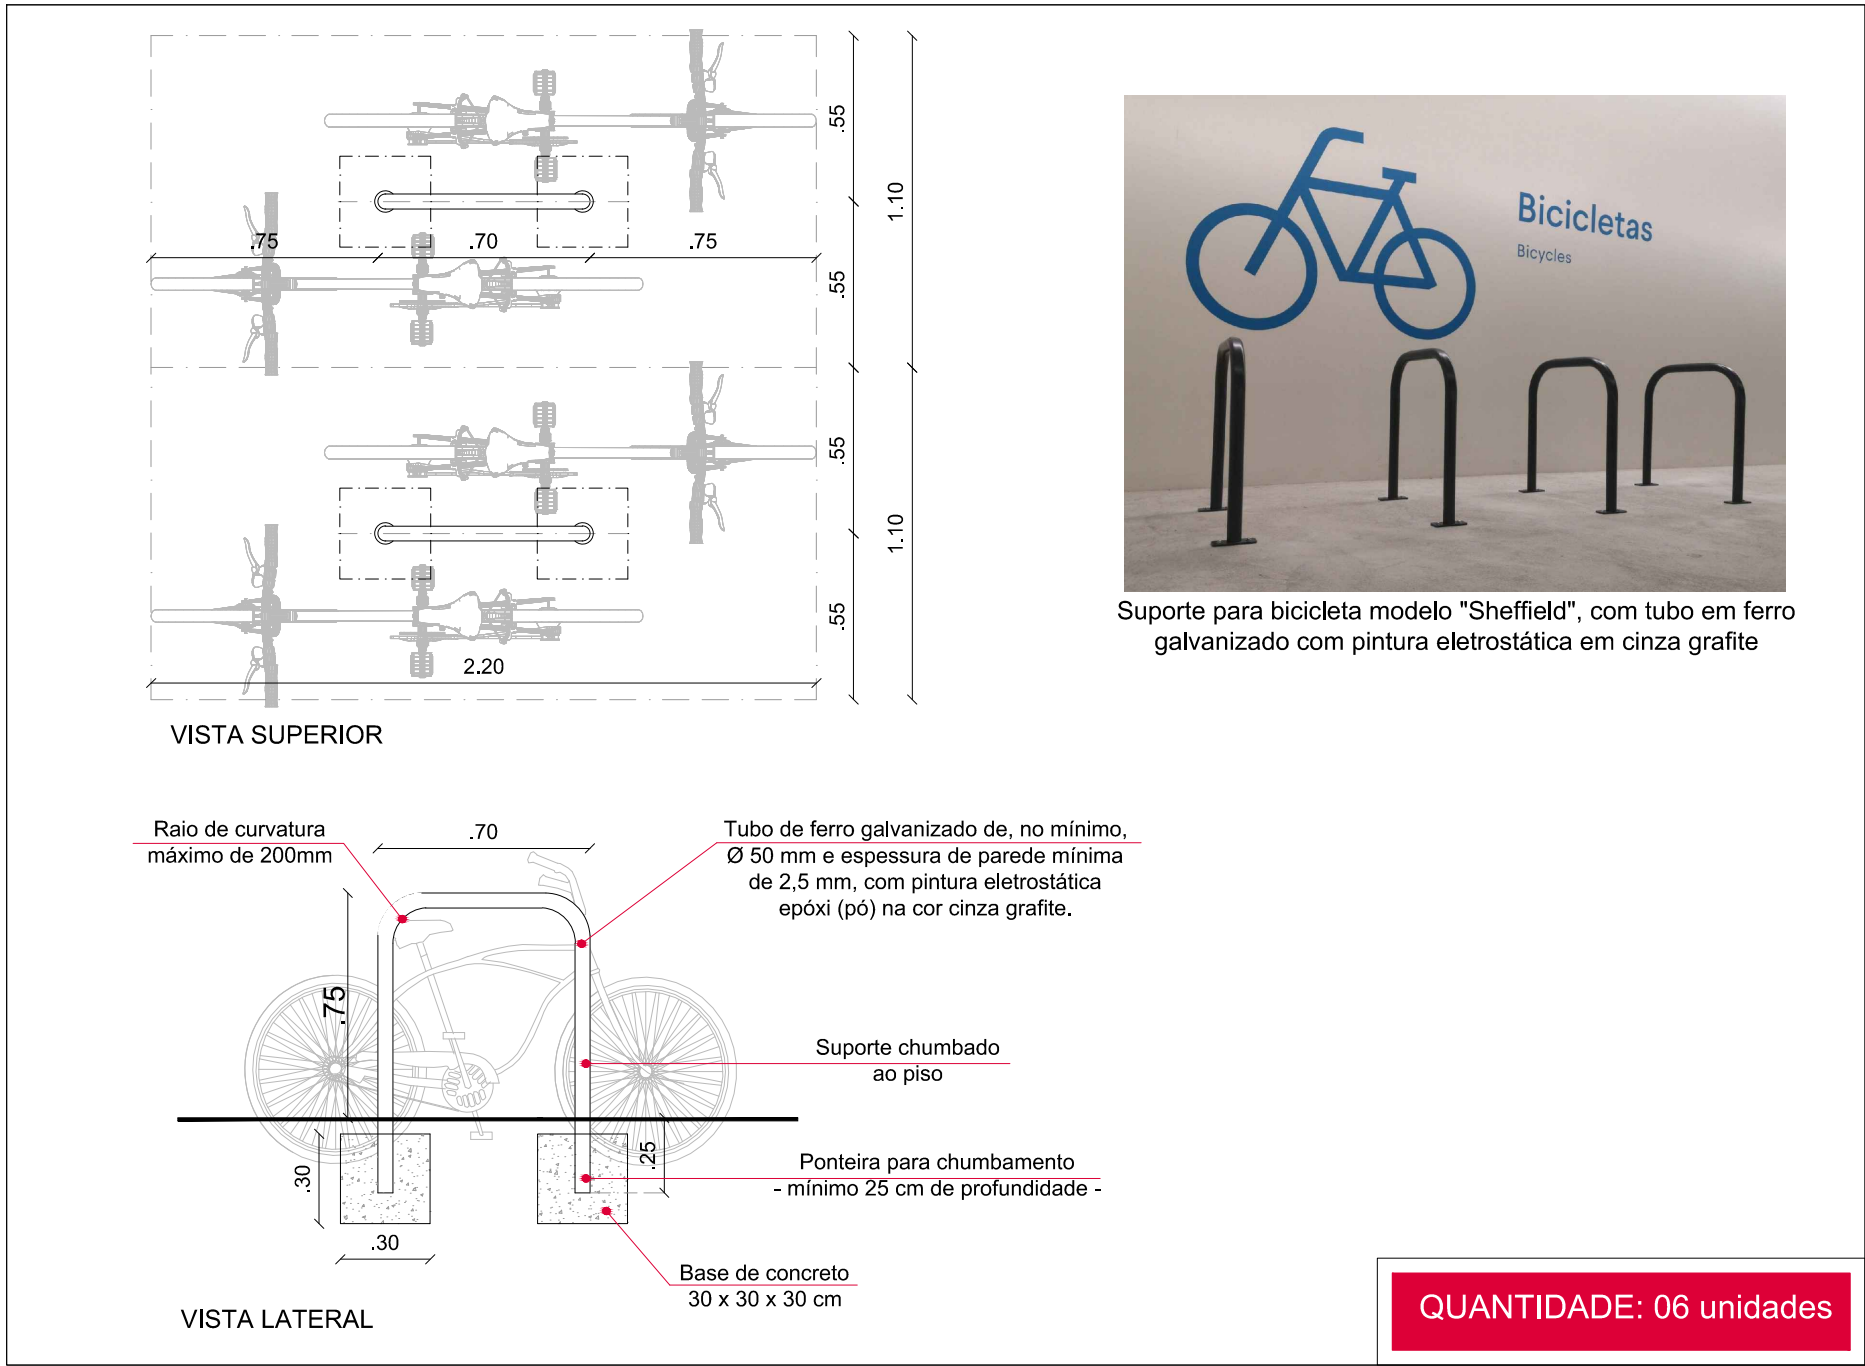 .55
1.10
.75
.70
.75
.55
.55
1.10
.55
2.20
VISTA SUPERIOR
Bicicletas
Bicycles
Suporte para bicicleta modelo "Sheffield", com tubo em ferro
galvanizado com pintura eletrostática em cinza grafite
Raio de curvatura
máximo de 200mm
.70
Tubo de ferro galvanizado de, no mínimo,
Ø 50 mm e espessura de parede mínima
de 2,5 mm, com pintura eletrostática
epóxi (pó) na cor cinza grafite.
.75
Suporte chumbado
ao piso
.30
.25
Ponteira para chumbamento
- mínimo 25 cm de profundidade -
.30
Base de concreto
30 x 30 x 30 cm
VISTA LATERAL
QUANTIDADE: 06 unidades